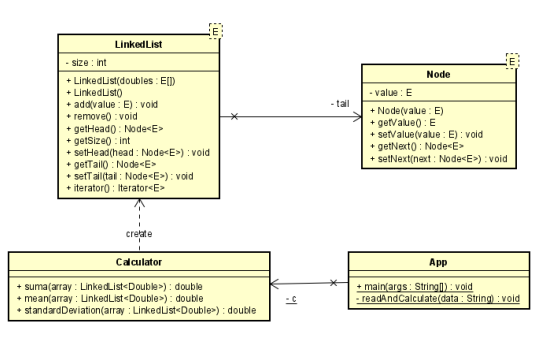 E
LinkedList
- size : int
+ LinkedList(doubles : E[])
+ LinkedList()
+ add(value : E) : void
+ remove() : void
+ getHead() : Node<E>
+ getSize() : int
+ setHead(head : Node<E>) : void
+ getTail() : Node<E>
+ setTail(tail : Node<E>) : void
+ iterator() : Iterator<E>
- tail
E
Node
- value : E
+ Node(value : E)
+ getValue() : E
+ setValue(value : E) : void
+ getNext() : Node<E>
+ setNext(next : Node<E>) : void
create
Calculator
+ suma(array : LinkedList<Double>) : double
+ mean(array : LinkedList<Double>) : double
+ standardDeviation(array : LinkedList<Double>) : double
- c
App
+ main(args : String[]) : void
- readAndCalculate(data : String) : void